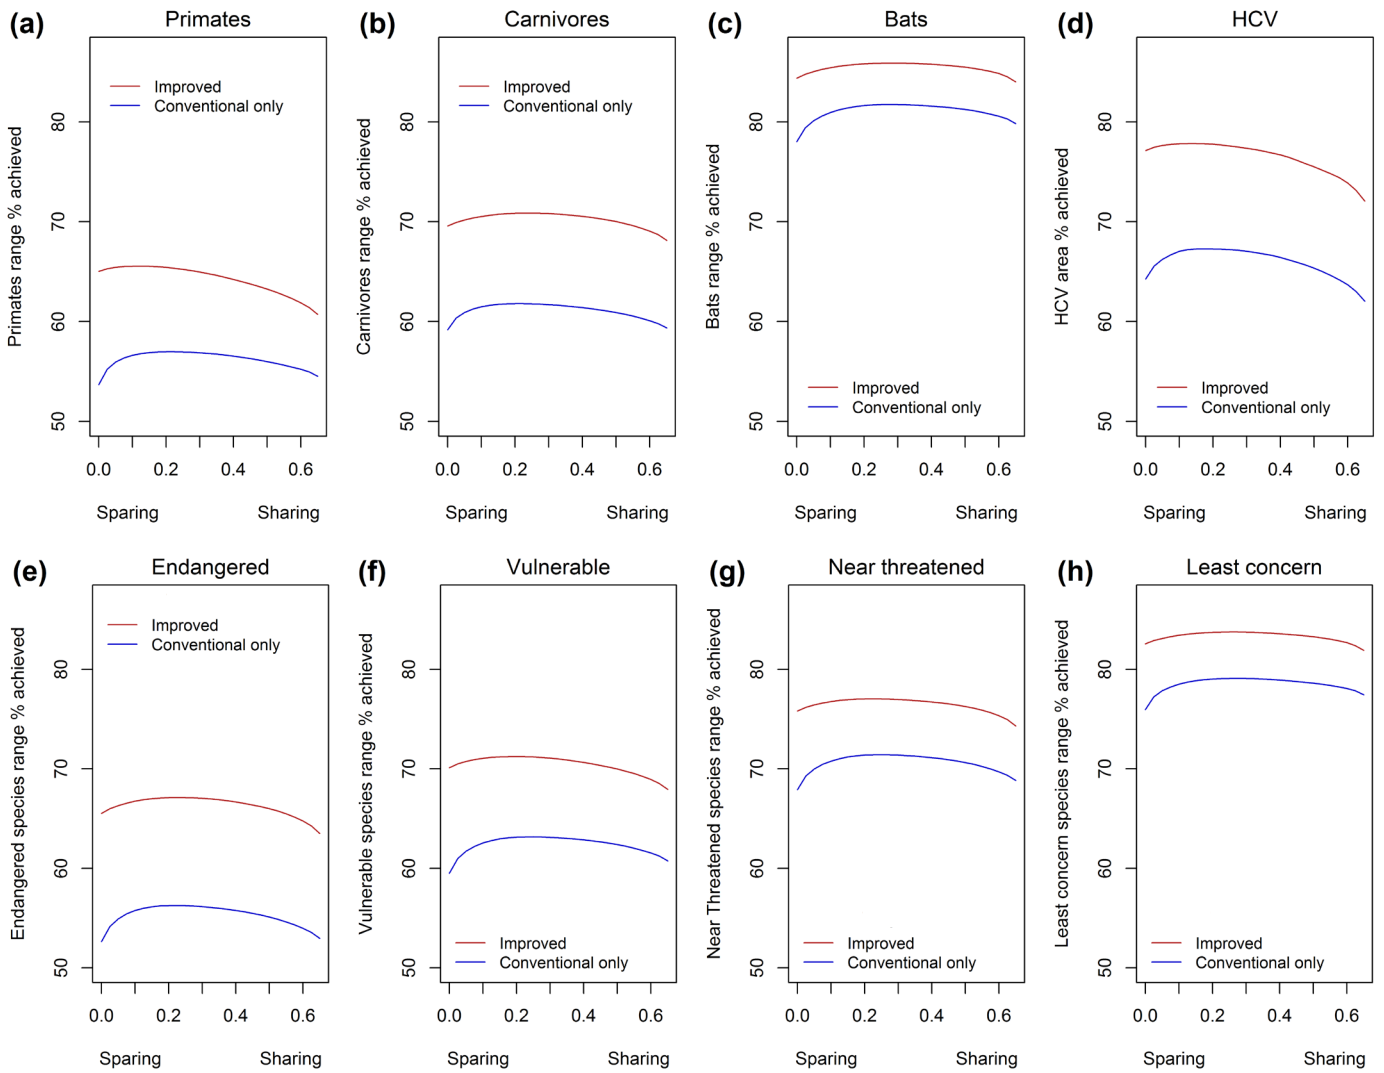 (a) Primates
Primates range % achieved
80
70
60
50
Improved
Conventional only
0.0 0.2 0.4 0.6
Sparing Sharing
(b) Carnivores
Carnivores range % achieved
80
70
60
50
Improved
Conventional only
0.0 0.2 0.4 0.6
Sparing Sharing
(c) Bats
Bats range % achieved
80
70
60
50
Improved
Conventional only
0.0 0.2 0.4 0.6
Sparing Sharing
(d) HCV
HCV area % achieved
80
70
60
50
Improved
Conventional only
0.0 0.2 0.4 0.6
Sparing Sharing
(e) Endangered
Endangered species range % achieved
80
70
60
50
Improved
Conventional only
0.0 0.2 0.4 0.6
Sparing Sharing
(f) Vulnerable
Vulnerable species range % achieved
80
70
60
50
Improved
Conventional only
0.0 0.2 0.4 0.6
Sparing Sharing
(g) Near threatened
Near Threatened species range % achieved
80
70
60
50
Improved
Conventional only
0.0 0.2 0.4 0.6
Sparing Sharing
(h) Least concern
Least concern species range % achieved
80
70
60
50
Improved
Conventional only
0.0 0.2 0.4 0.6
Sparing Sharing